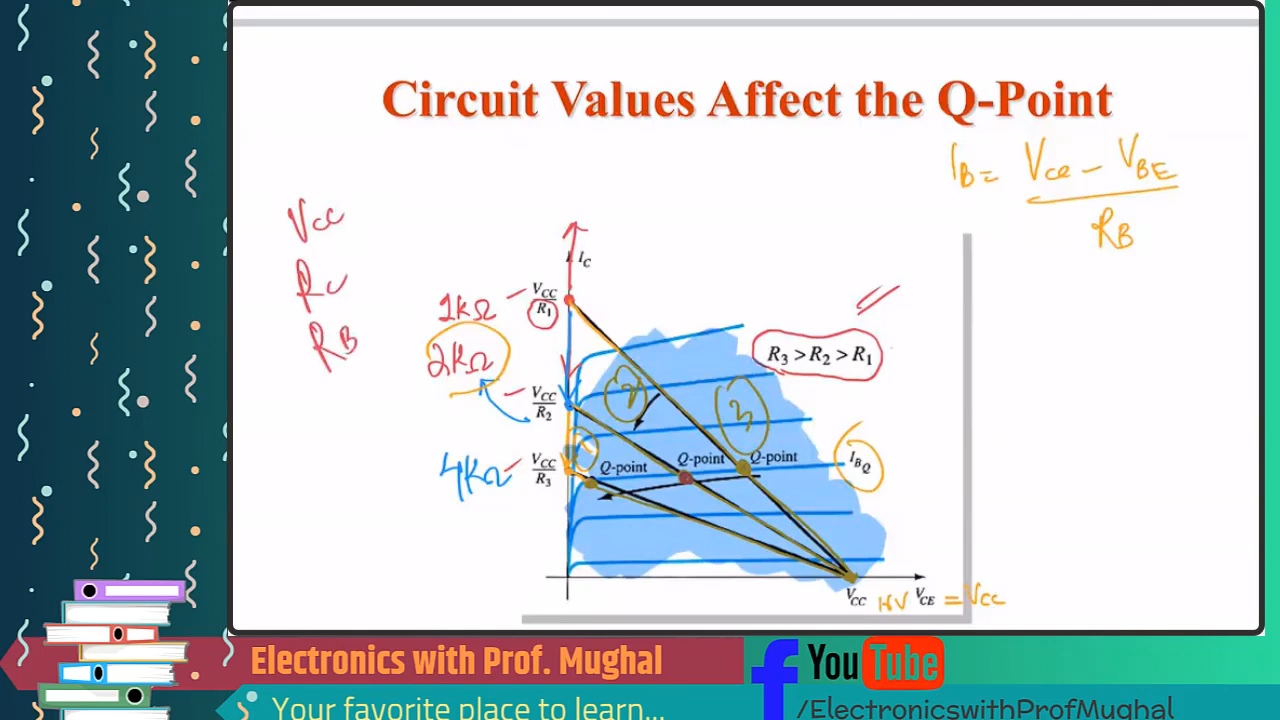 Circuit Values Affect the Q-Point
IB = VCC - VBE
RB
VCC
RC
RB
IC
1KΩ
VCC
R1
2KΩ
R3 >R2 >R1
VCC
R2
3
4KΩ
VCC
R3
Q-point
Q-point
Q-point
IBQ
VCC
VCE
= VCC
Electronics with Prof. Mughal
YouTube
Your favorite place to learn...
/ElectronicswithProfMughal